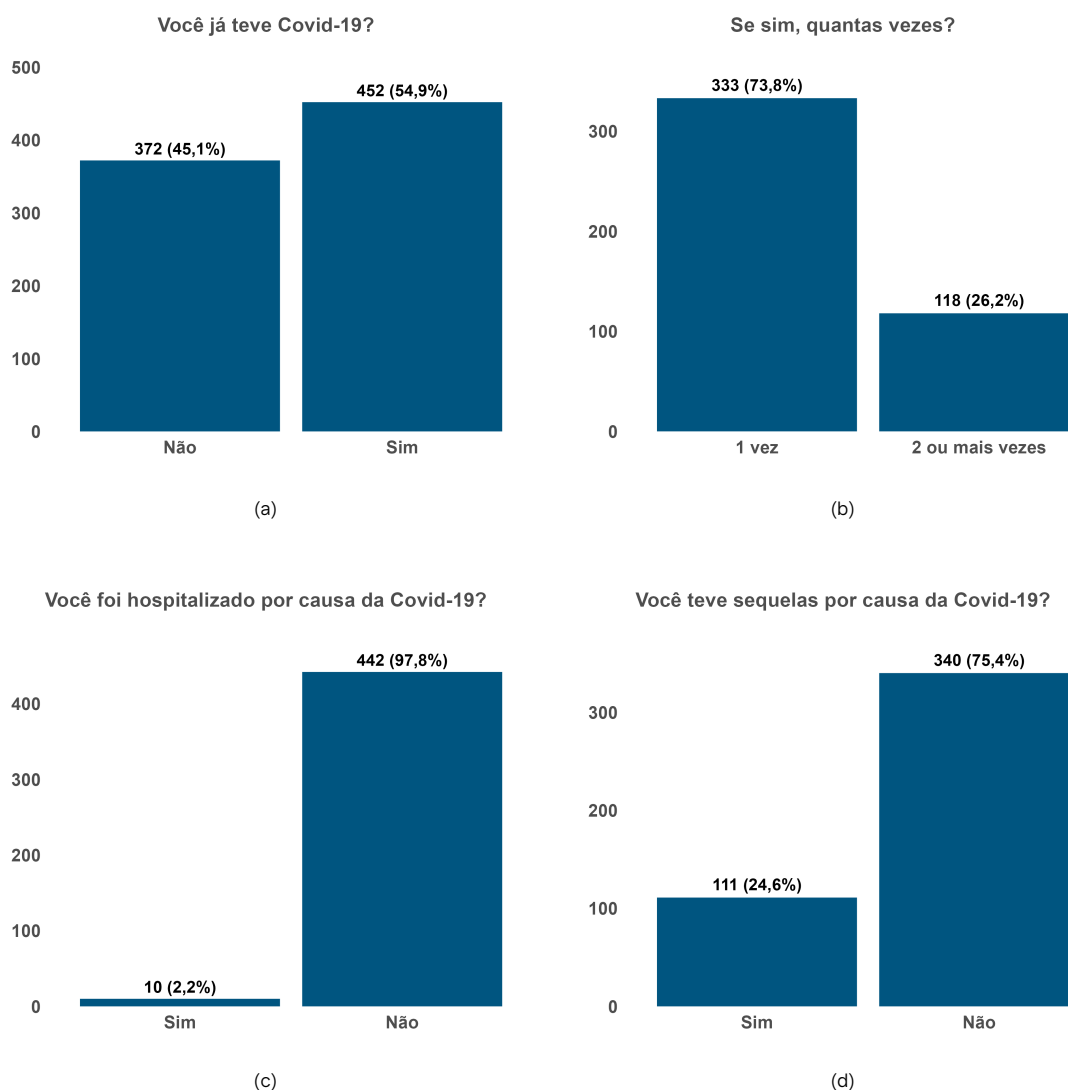 Você já teve Covid-19?
500
400
300
200
100
0
372 (45,1%)
452 (54,9%)
Não
Sim
(a)
Se sim, quantas vezes?
300
200
100
0
333 (73,8%)
118 (26,2%)
1 vez
2 ou mais vezes
(b)
Você foi hospitalizado por causa da Covid-19?
400
300
200
100
0
10 (2,2%)
442 (97,8%)
Sim
Não
(c)
Você teve sequelas por causa da Covid-19?
300
200
100
0
111 (24,6%)
340 (75,4%)
Sim
Não
(d)